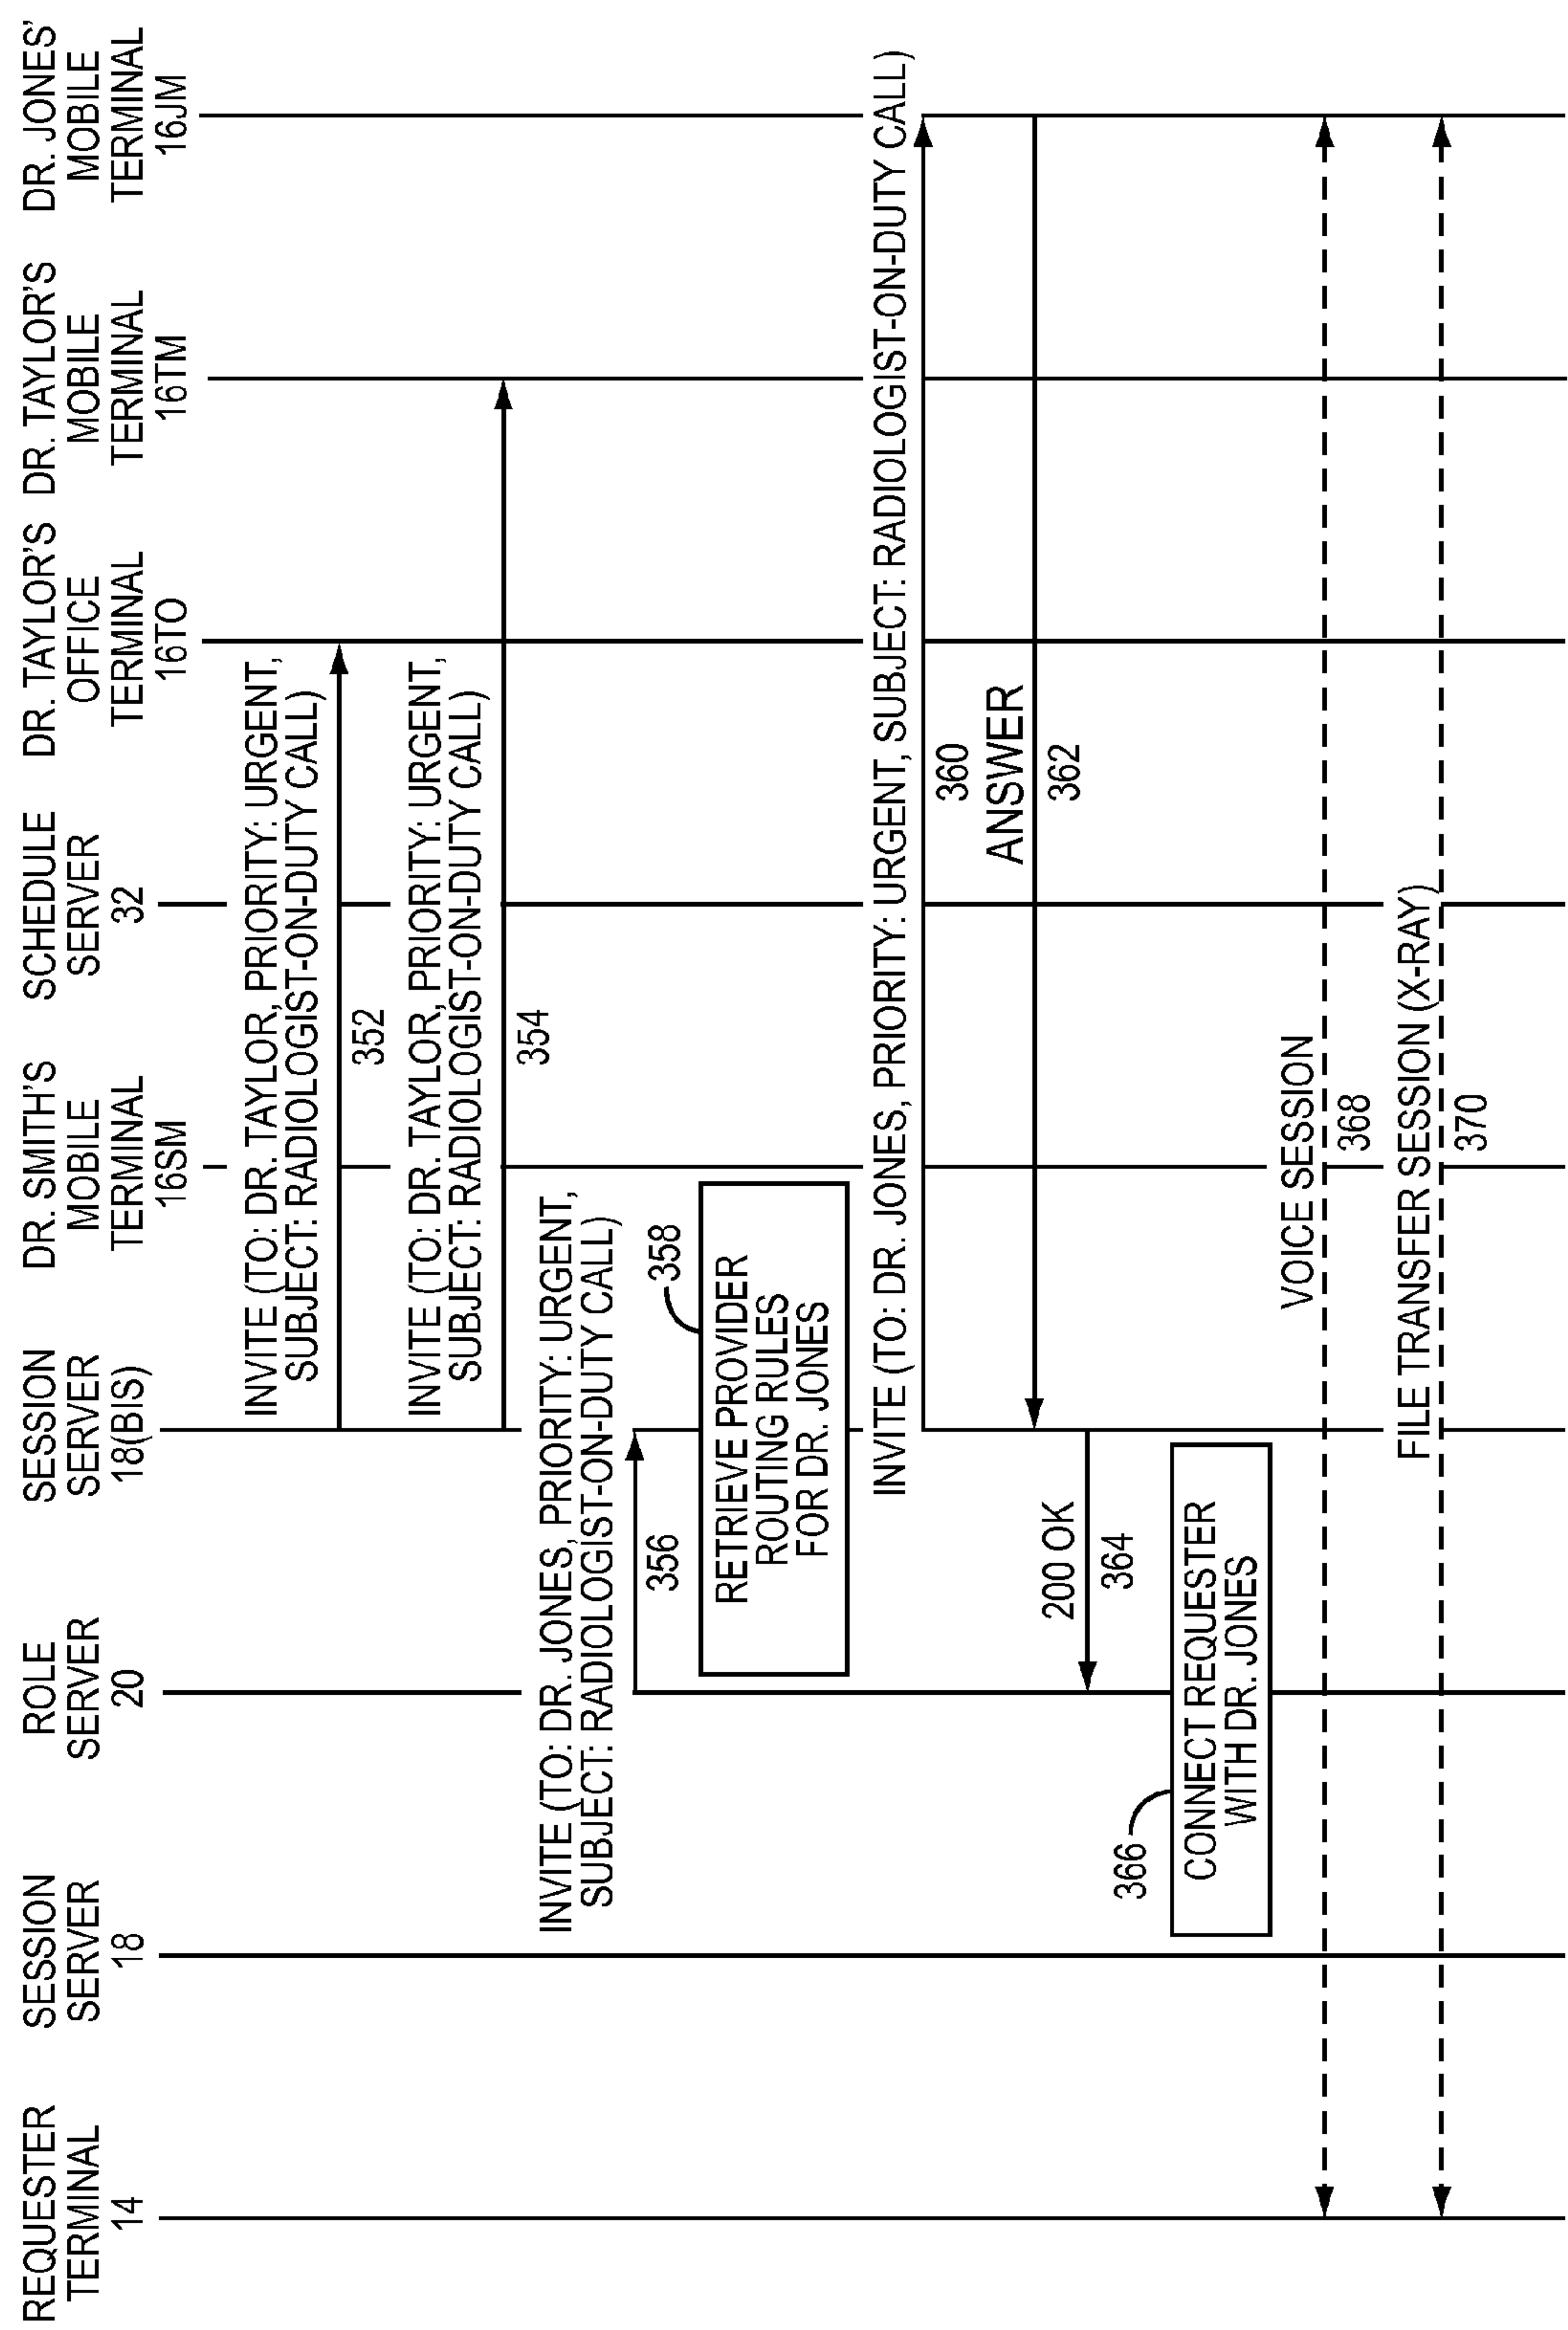 REQUESTER
TERMINAL
14
SESSION
SERVER
18
ROLE
SERVER
20
SESSION
SERVER
18(BIS)
DR. SMITH'S
MOBILE
TERMINAL
16SM
SCHEDULE
SERVER
32
DR. TAYLOR'S
OFFICE
TERMINAL
16TO
DR. TAYLOR'S
MOBILE
TERMINAL
16TM
DR. JONES'
MOBILE
TERMINAL
16JM
INVITE (TO: DR. TAYLOR, PRIORITY: URGENT,
SUBJECT: RADIOLOGIST-ON-DUTY CALL)
352
INVITE (TO: DR. TAYLOR, PRIORITY: URGENT,
SUBJECT: RADIOLOGIST-ON-DUTY CALL)
354
INVITE (TO: DR. JONES, PRIORITY: URGENT,
SUBJECT: RADIOLOGIST-ON-DUTY CALL)
356
358
RETRIEVE PROVIDER
ROUTING RULES
FOR DR. JONES
INVITE (TO: DR. JONES, PRIORITY: URGENT, SUBJECT: RADIOLOGIST-ON-DUTY CALL)
360
ANSWER
362
200 OK
364
366
CONNECT REQUESTER
WITH DR. JONES
VOICE SESSION
368
FILE TRANSFER SESSION (X-RAY)
370